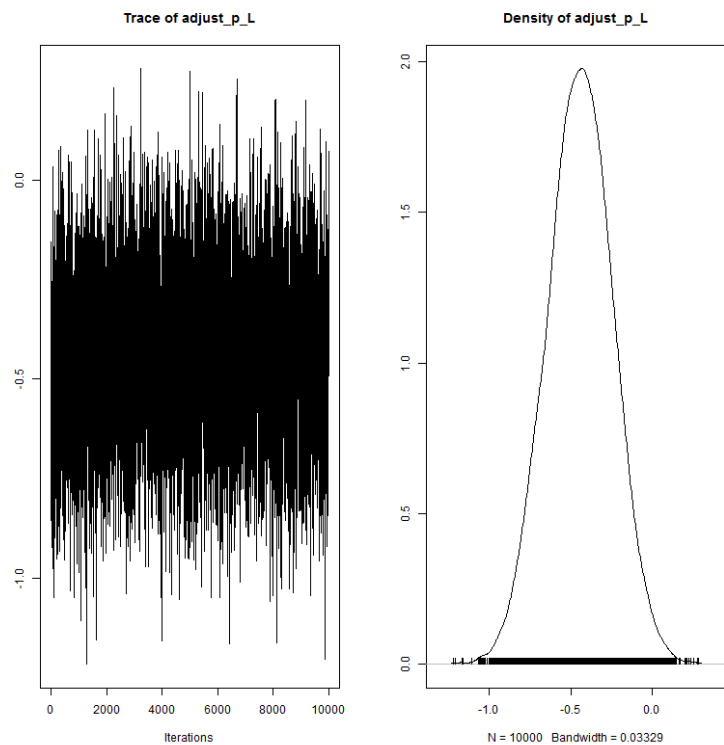 Trace of adjust_p_L
0.0
-0.5
-1.0
0 2000 4000 6000 8000 10000
Iterations
Density of adjust_p_L
2.0
1.5
1.0
0.5
0.0
-1.0 -0.5 0.0
N = 10000 Bandwidth = 0.03329